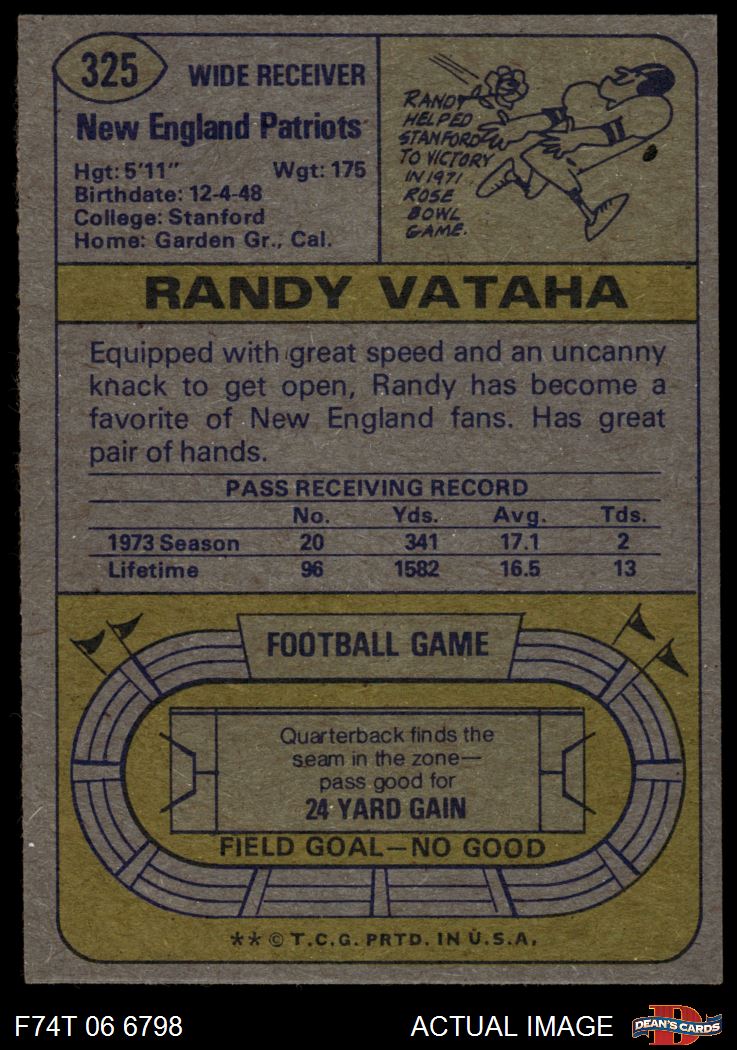 325
WIDE RECEIVER
New England Patriots
Hgt: 5'11" Wgt: 175
Birthdate: 12-4-48
College: Stanford
Home: Garden Gr., Cal.
RANDY
HELPED
STANFORD
TO VICTORY
IN 1971
ROSE
BOWL
GAME.
RANDY VATAHA
Equipped with great speed and an uncanny
knack to get open, Randy has become a
favorite of New England fans. Has great
pair of hands.
PASS RECEIVING RECORD
No. Yds. Avg. Tds.
1973 Season 20 341 17.1 2
Lifetime 96 1582 16.5 13
FOOTBALL GAME
Quarterback finds the
seam in the zone—
pass good for
24 YARD GAIN
FIELD GOAL—NO GOOD
** © T.C.G. PRTD. IN U.S.A.
F74T 06 6798 ACTUAL IMAGE
DEAN'S CARDS